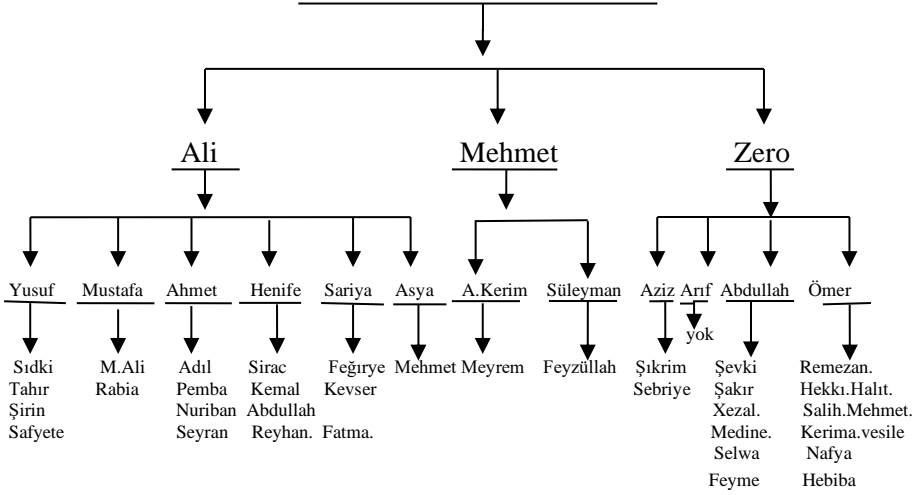 Ali Mehmet Zero
Yusuf Mustafa Ahmet Henife Sariya Asya A.Kerim Süleyman Aziz Arıf Abdullah Ömer
yok
Sıdki M.Ali Adıl Sirac Feğırye Mehmet Meyrem Feyzüllah Şıkrim Şevki Remezan.
Tahır Rabia Pemba Kemal Kevser Sebriye Şakır Hekkı.Halıt.
Şirin Nuriban Abdullah Xezal. Salih.Mehmet.
Safyete Seyran Reyhan. Fatma. Medine. Kerima.vesile
Selwa Nafya
Feyme Hebiba